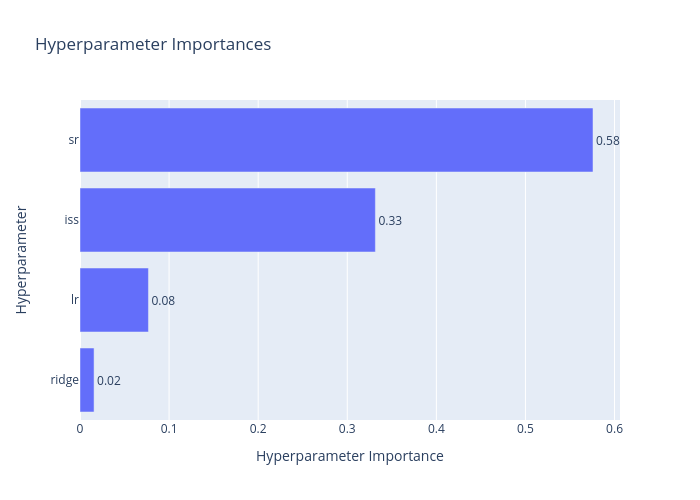 Hyperparameter Importances
Hyperparameter
sr
0.58
iss
0.33
lr
0.08
ridge
0.02
0 0.1 0.2 0.3 0.4 0.5 0.6
Hyperparameter Importance